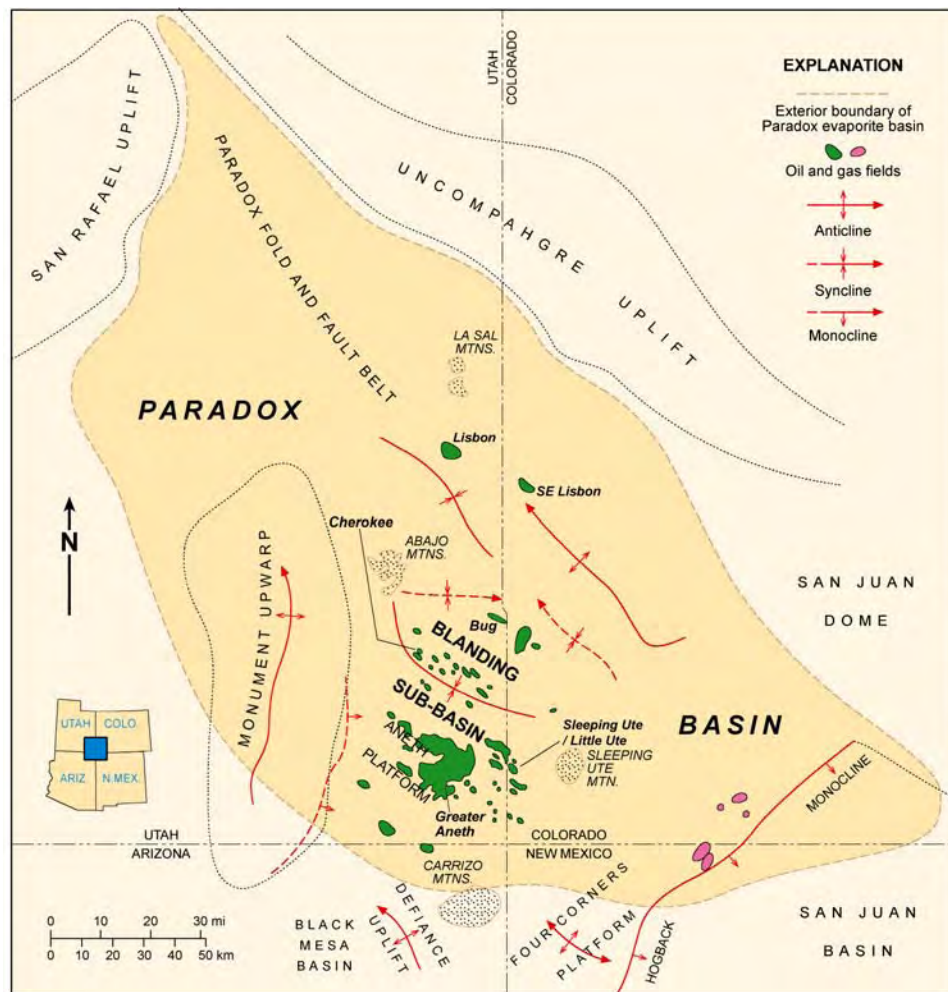 UTAH
COLORADO
EXPLANATION
Exterior boundary of
Paradox evaporite basin
Oil and gas fields
Anticline
Syncline
Monocline
SAN RAFAEL UPLIFT
PARADOX FOLD AND FAULT BELT
UNCOMPAHGRE UPLIFT
LA SAL
MTNS.
PARADOX
Lisbon
SE Lisbon
N
Cherokee
ABAJO
MTNS.
MONUMENT UPWARP
SAN JUAN
DOME
Bug
BLANDING
SUB-BASIN
BASIN
Sleeping Ute
/ Little Ute
SLEEPING
UTE
MTN.
ANETH
PLATFORM
Greater
Aneth
UTAH
COLO.
ARIZ
N.MEX.
MONOCLINE
UTAH
ARIZONA
COLORADO
NEW MEXICO
CARRIZO
MTNS.
DEFIANCE
UPLIFT
BLACK
MESA
BASIN
FOUR CORNERS
PLATFORM
HOGBACK
SAN JUAN
BASIN
0 10 20 30 mi
0 10 20 30 40 50 km